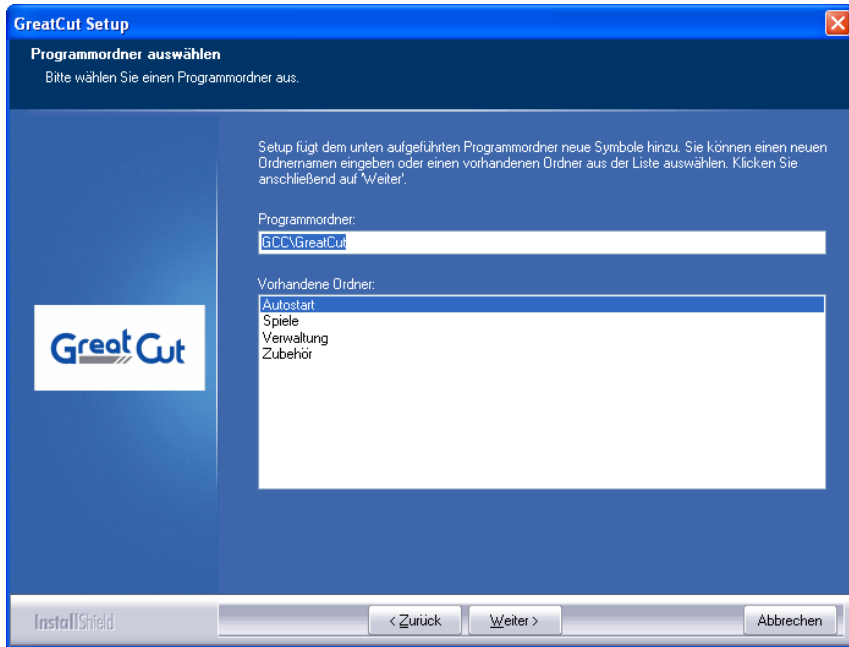 GreatCut Setup
Programmordner auswählen
Bitte wählen Sie einen Programmordner aus.
Setup fügt dem unten aufgeführten Programmordner neue Symbole hinzu. Sie können einen neuen
Ordnernamen eingeben oder einen vorhandenen Ordner aus der Liste auswählen. Klicken Sie
anschließend auf 'Weiter'.
Programmordner:
GCC\GreatCut
Vorhandene Ordner:
Autostart
Spiele
Verwaltung
Zubehör
Great Cut
InstallShield
< Zurück
Weiter >
Abbrechen